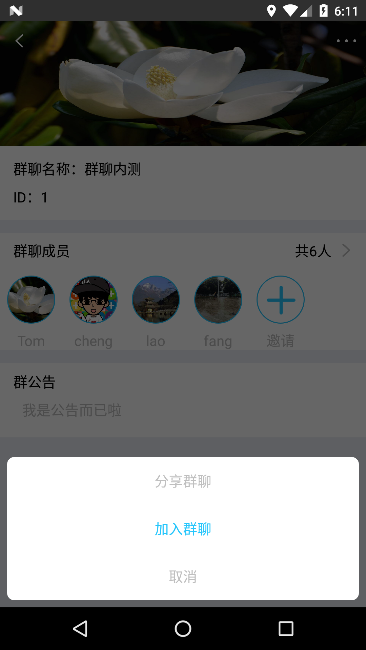 6:11
群聊名称：群聊内测
ID：1
群聊成员 共6人
Tom cheng lao fang 邀请
群公告
我是公告而已啦
分享群聊
加入群聊
取消